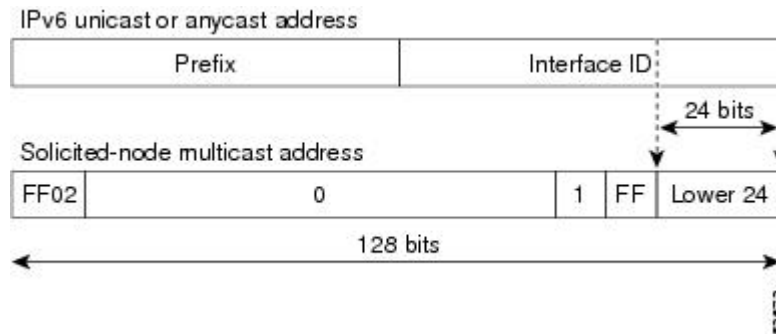 IPv6 unicast or anycast address
Prefix Interface ID
24 bits
Solicited-node multicast address
FF02 0 1 FF Lower 24
128 bits